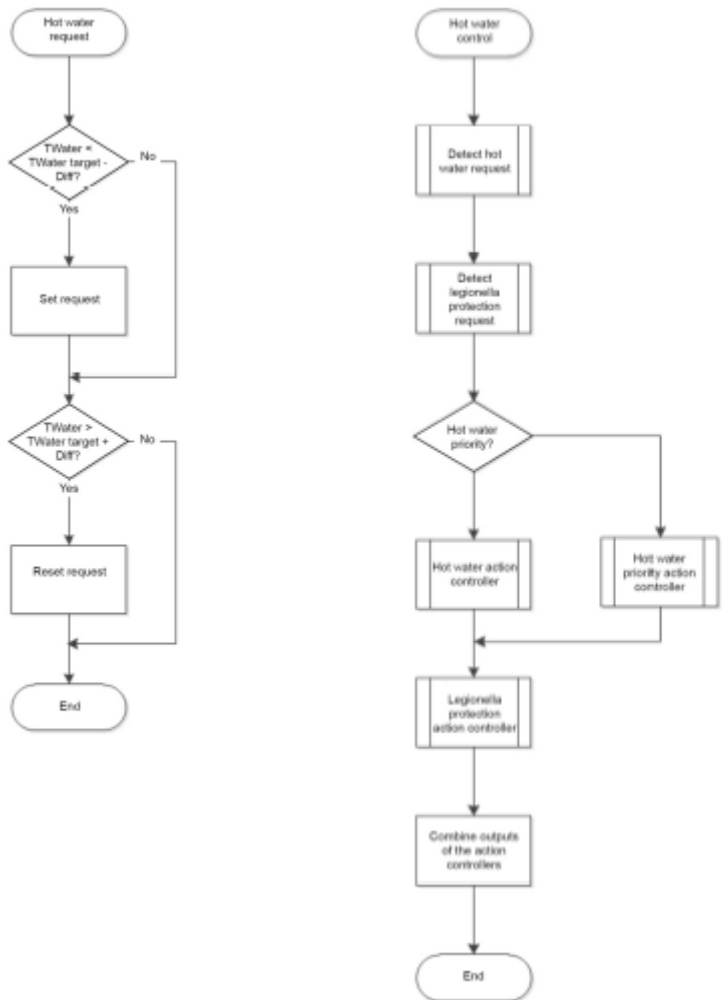 Hot water
request
TWater <
TWater target -
Diff?
No
Yes
Set request
TWater >
TWater target +
Diff?
No
Yes
Reset request
End
Hot water
control
Detect hot
water request
Detect
legionella
protection
request
Hot water
priority?
Hot water action
controller
Hot water
priority action
controller
Legionella
protection
action controller
Combine outputs
of the action
controllers
End